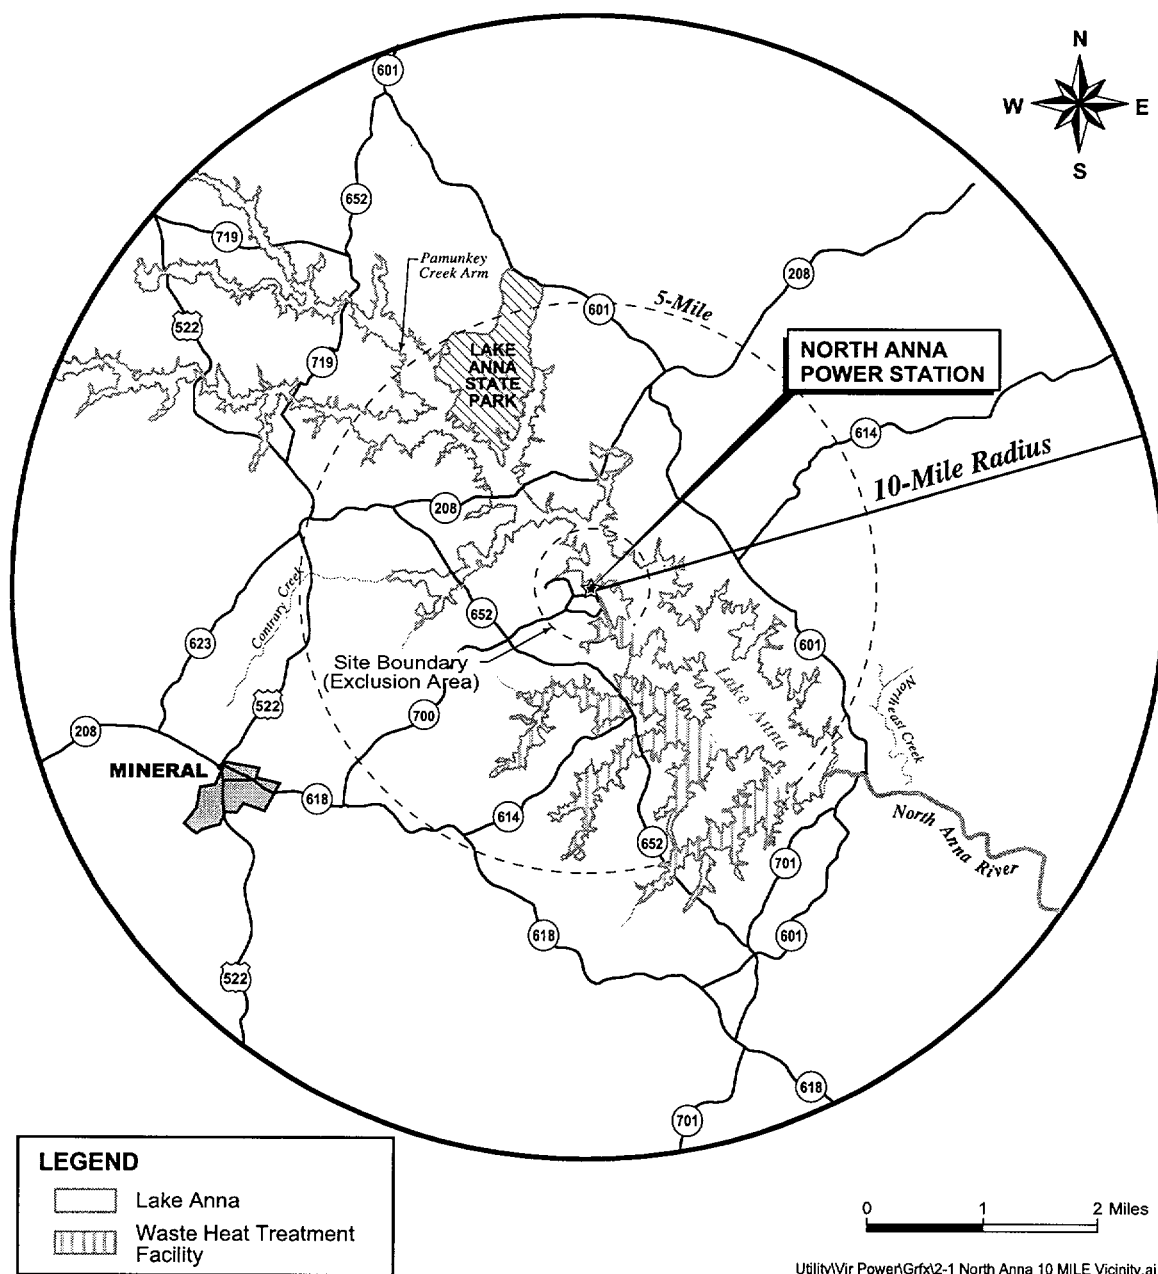 N
W
E
S
601
652
719
Pamunkey
Creek Arm
208
522
601
5-Mile
NORTH ANNA
POWER STATION
LAKE
ANNA
STATE
PARK
719
614
10-Mile Radius
208
Contrary Creek
652
623
601
Site Boundary
(Exclusion Area)
Lake Anna
Northeast Creek
522
700
208
MINERAL
618
614
652
North Anna River
701
618
601
522
618
701
LEGEND
Lake Anna
Waste Heat Treatment
Facility
0 1 2 Miles
Utility\Vir Power\Grfx\2-1 North Anna 10 MILE Vicinity.ai